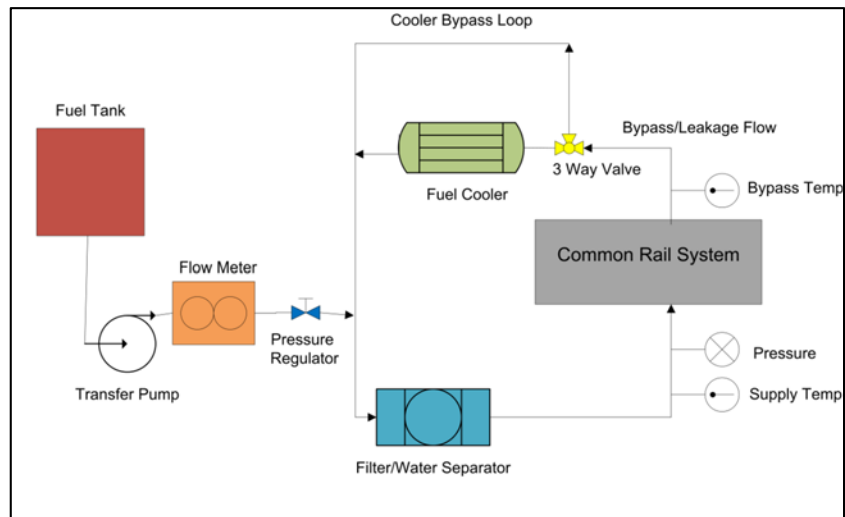 Cooler Bypass Loop
Fuel Tank
Bypass/Leakage Flow
3 Way Valve
Fuel Cooler
Bypass Temp
Common Rail System
Flow Meter
Pressure
Regulator
Transfer Pump
Pressure
Supply Temp
Filter/Water Separator